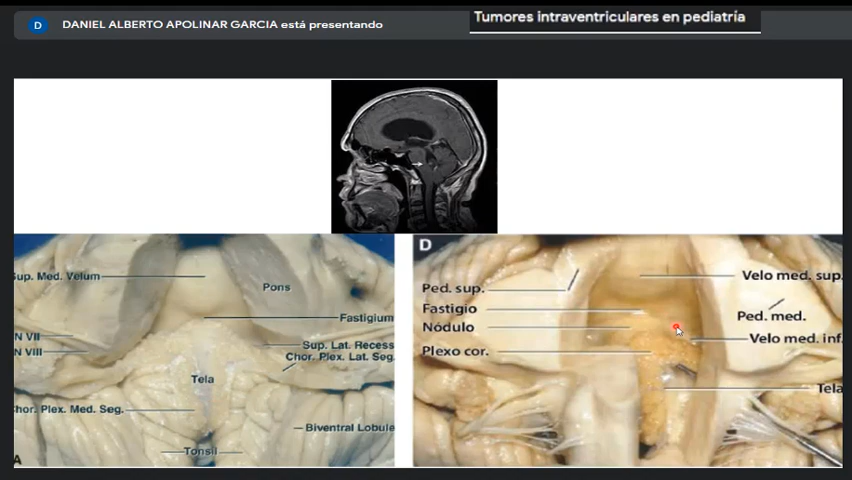 D DANIEL ALBERTO APOLINAR GARCIA está presentando
Tumores intraventriculares en pediatría
Sup. Med. Velum
Pons
Fastigium
N VII
N VIII
Sup. Lat. Recess
Chor. Plex. Lat. Seg.
Tela
Chor. Plex. Med. Seg.
Biventral Lobule
Tonsil
A
D
Velo med. sup.
Ped. sup.
Fastigio
Ped. med.
Nódulo
Velo med. inf.
Plexo cor.
Tela